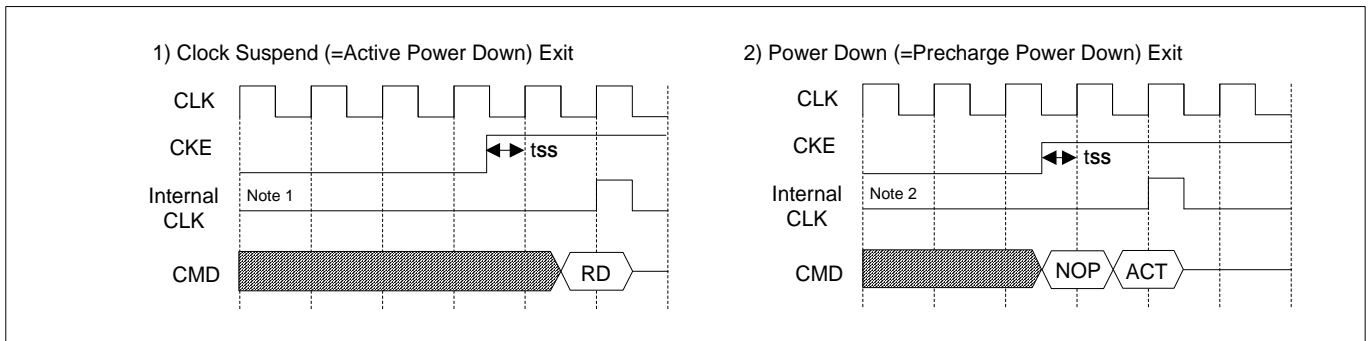 1) Clock Suspend (=Active Power Down) Exit
CLK
CKE
tss
Internal
CLK
Note 1
CMD
RD
2) Power Down (=Precharge Power Down) Exit
CLK
CKE
tss
Internal
CLK
Note 2
CMD
NOP
ACT